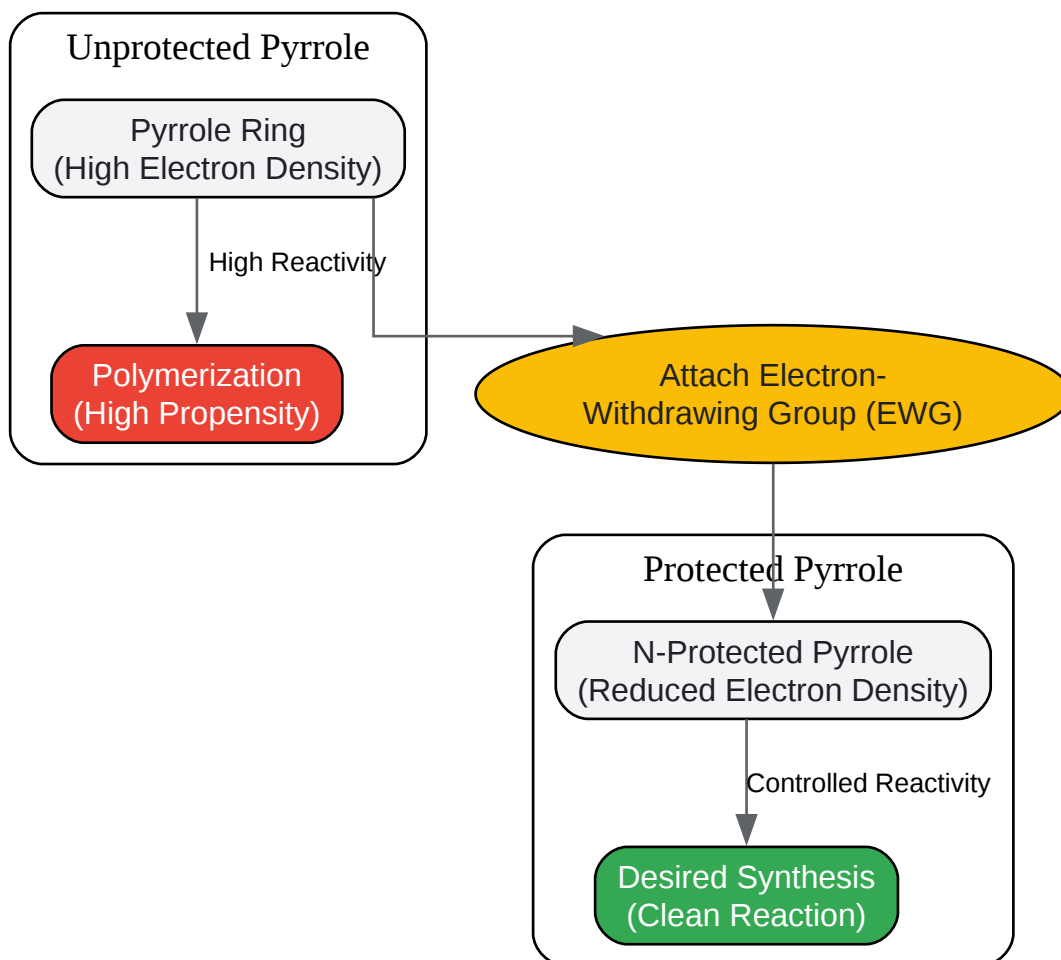 Unprotected Pyrrole
Pyrrole Ring
(High Electron Density)
High Reactivity
Polymerization
(High Propensity)
Attach Electron-
Withdrawing Group (EWG)
Protected Pyrrole
N-Protected Pyrrole
(Reduced Electron Density)
Controlled Reactivity
Desired Synthesis
(Clean Reaction)